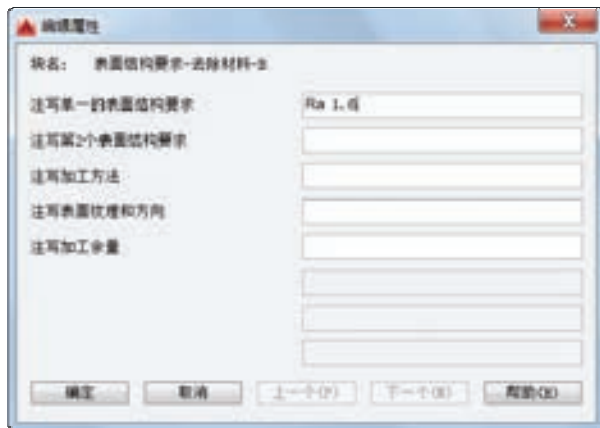 编辑属性
块名: 表面结构要求-去除材料-B
注写单一的表面结构要求 Ra 1.6
注写第2个表面结构要求
注写加工方法
注写表面纹理和方向
注写加工余量
确定 取消 上一个(P) 下一个(N) 帮助(H)